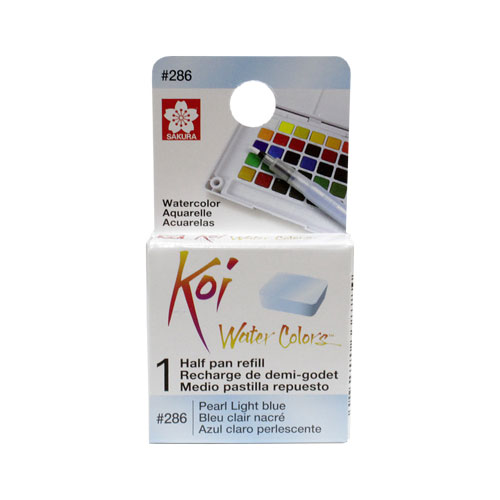 #286
SAKURA
Watercolor
Aquarelle
Acuarelas
Koi
Water Colors™
1 Half pan refill
Recharge de demi-godet
Medio pastilla repuesto
#286 Pearl Light blue
Bleu clair nacré
Azul claro perlescente